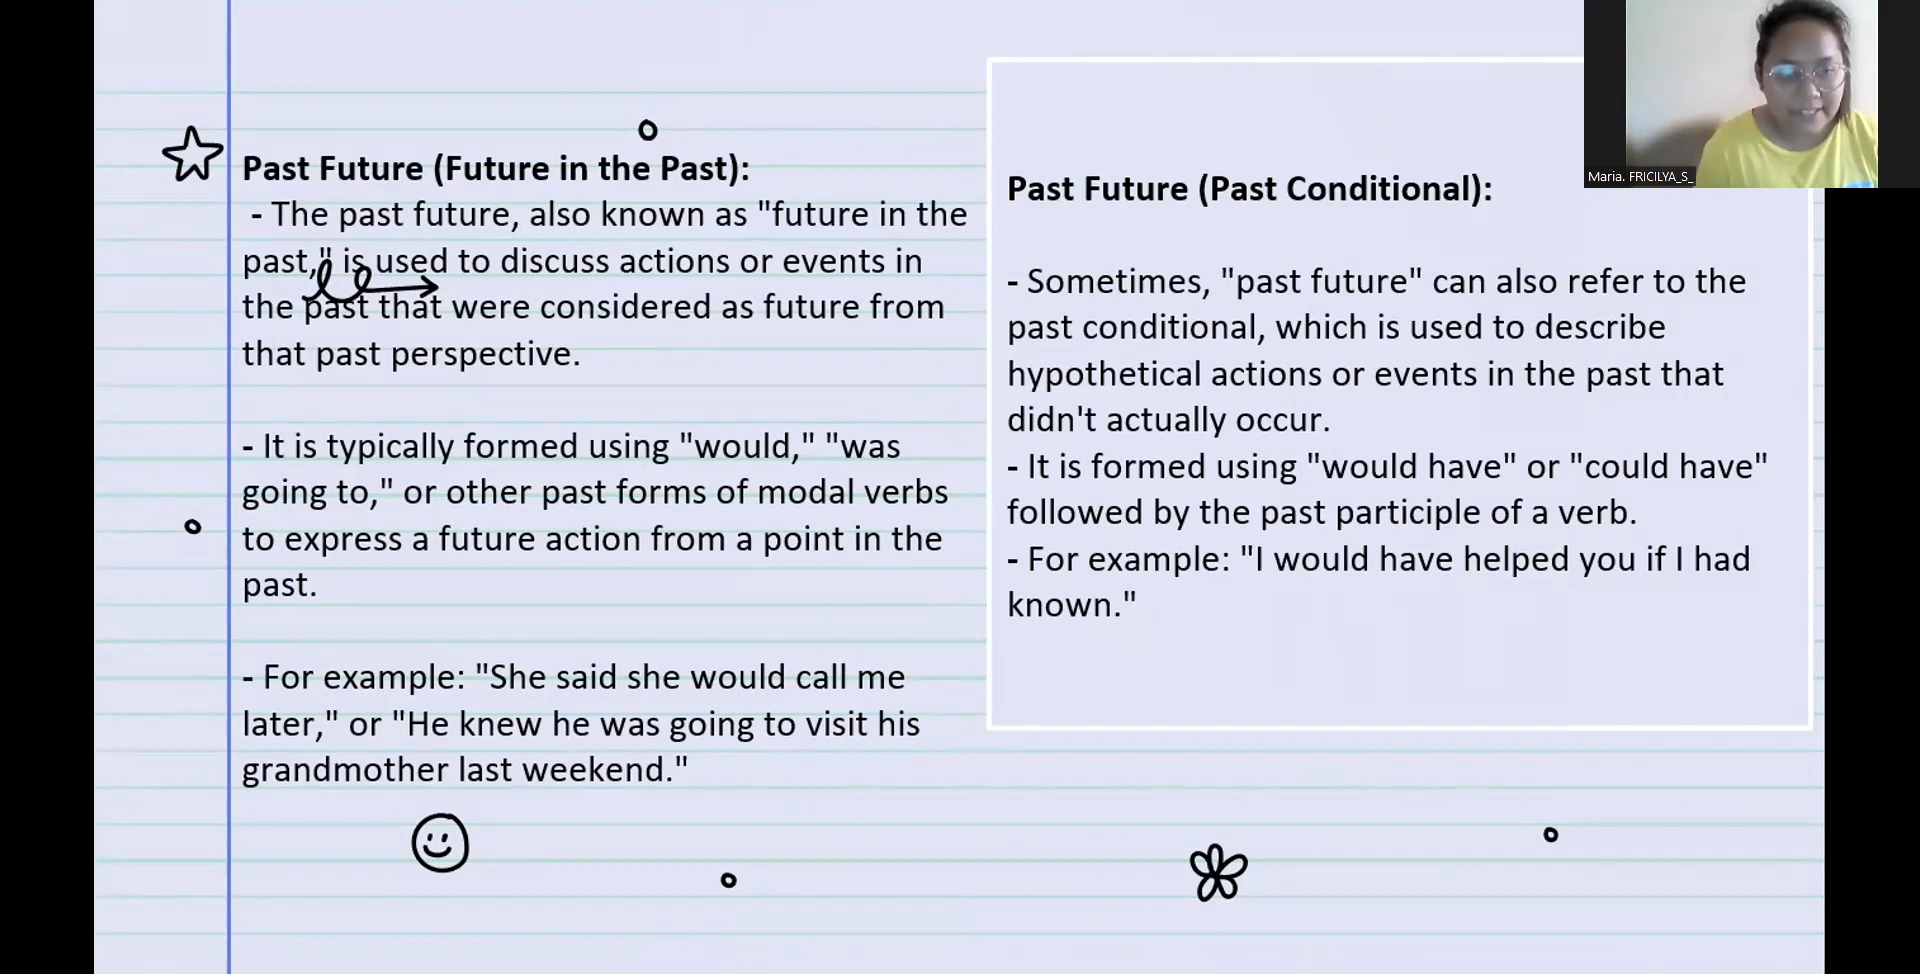 Past Future (Future in the Past):
- The past future, also known as "future in the
past," is used to discuss actions or events in
the past that were considered as future from
that past perspective.
- It is typically formed using "would," "was
going to," or other past forms of modal verbs
to express a future action from a point in the
past.
- For example: "She said she would call me
later," or "He knew he was going to visit his
grandmother last weekend."
Past Future (Past Conditional):
- Sometimes, "past future" can also refer to the
past conditional, which is used to describe
hypothetical actions or events in the past that
didn't actually occur.
- It is formed using "would have" or "could have"
followed by the past participle of a verb.
- For example: "I would have helped you if I had
known."
Maria. FRICILYA_S_